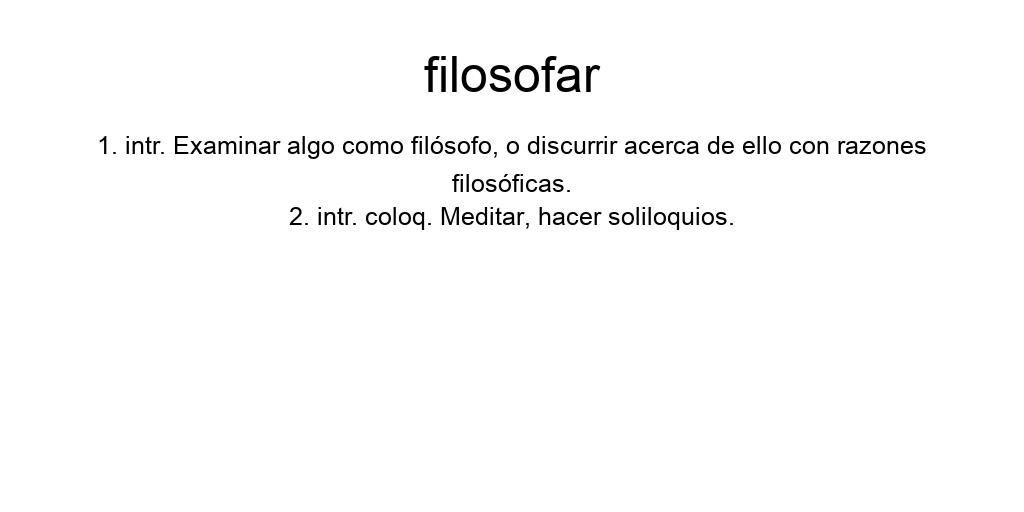 filosofar
1. intr. Examinar algo como filósofo, o discurrir acerca de ello con razones
filosóficas.
2. intr. coloq. Meditar, hacer soliloquios.